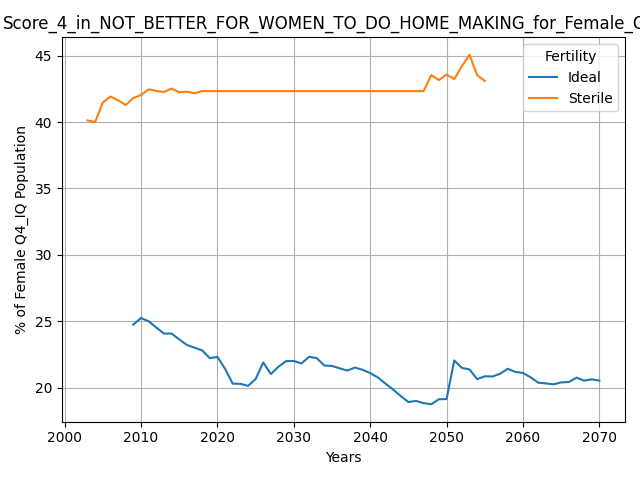 Score_4_in_NOT_BETTER_FOR_WOMEN_TO_DO_HOME_MAKING_for_Female_
45
40
35
30
25
20
% of Female Q4_IQ Population
Fertility
Ideal
Sterile
2000 2010 2020 2030 2040 2050 2060 2070
Years